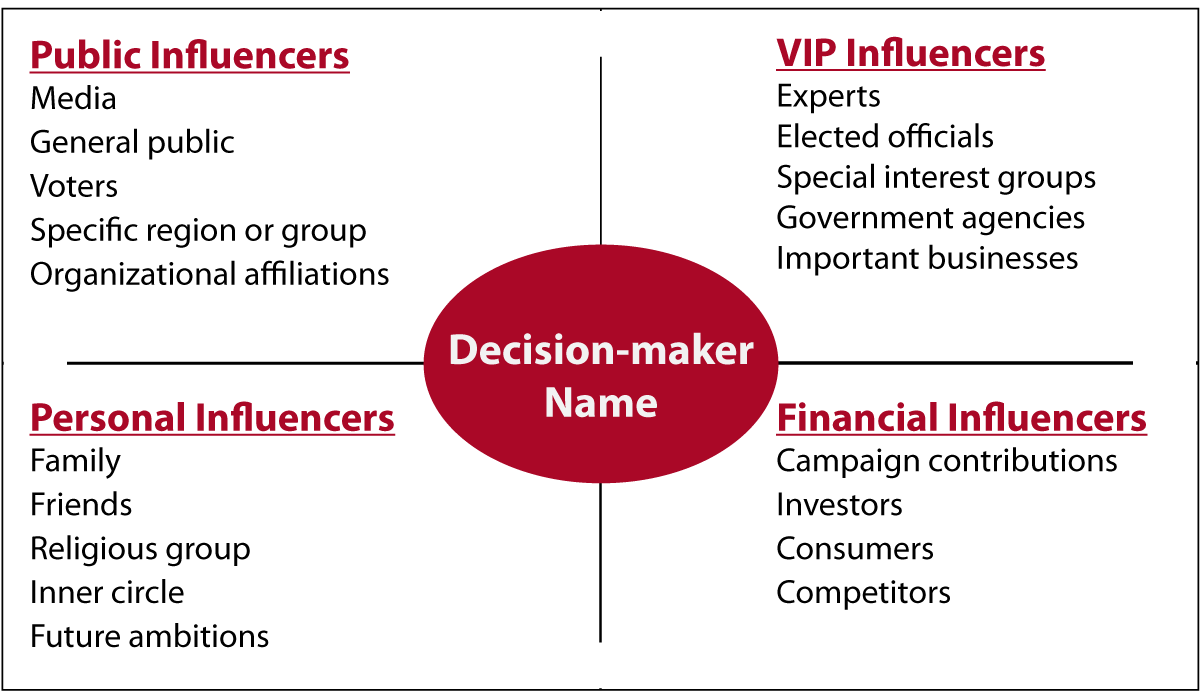 Public Influencers
Media
General public
Voters
Specific region or group
Organizational affiliations
VIP Influencers
Experts
Elected officials
Special interest groups
Government agencies
Important businesses
Decision-maker
Name
Personal Influencers
Family
Friends
Religious group
Inner circle
Future ambitions
Financial Influencers
Campaign contributions
Investors
Consumers
Competitors